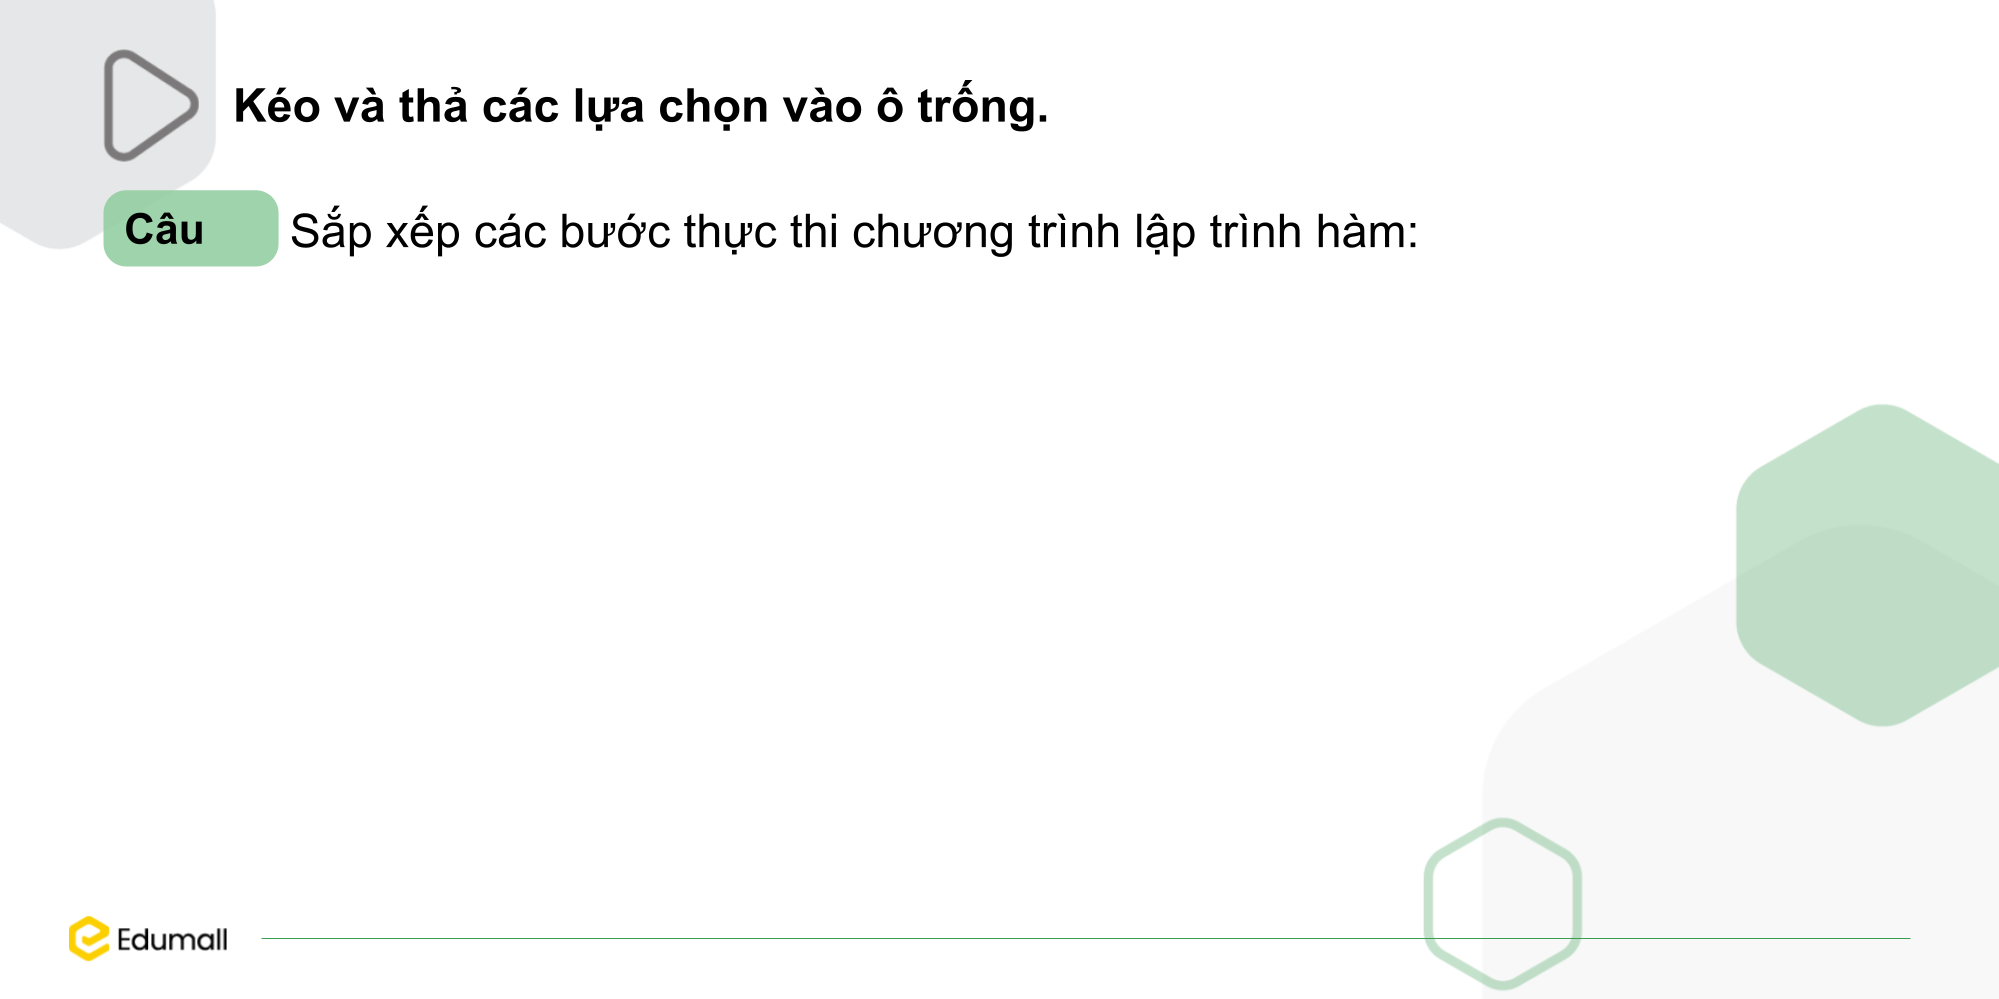 Kéo và thả các lựa chọn vào ô trống.
Câu
Sắp xếp các bước thực thi chương trình lập trình hàm:
Edumall